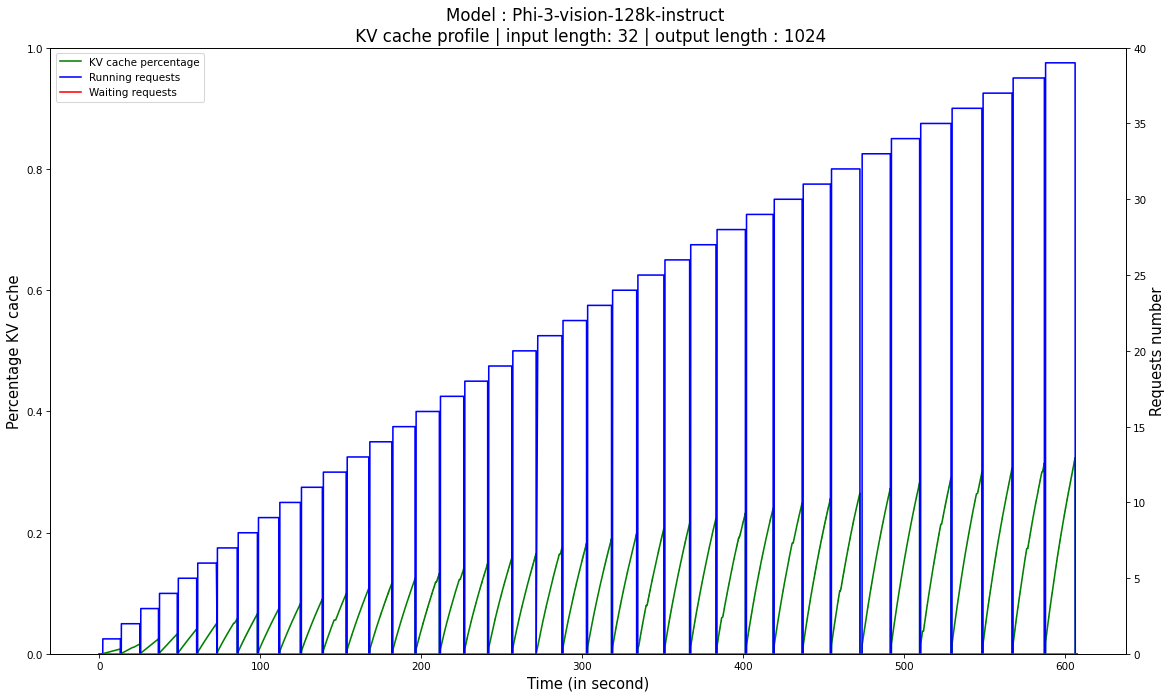 Model : Phi-3-vision-128k-instruct
KV cache profile | input length: 32 | output length : 1024
KV cache percentage
Running requests
Waiting requests
Percentage KV cache
1.0
0.8
0.6
0.4
0.2
0.0
40
35
30
25
20
15
10
5
0
Requests number
0 100 200 300 400 500 600
Time (in second)